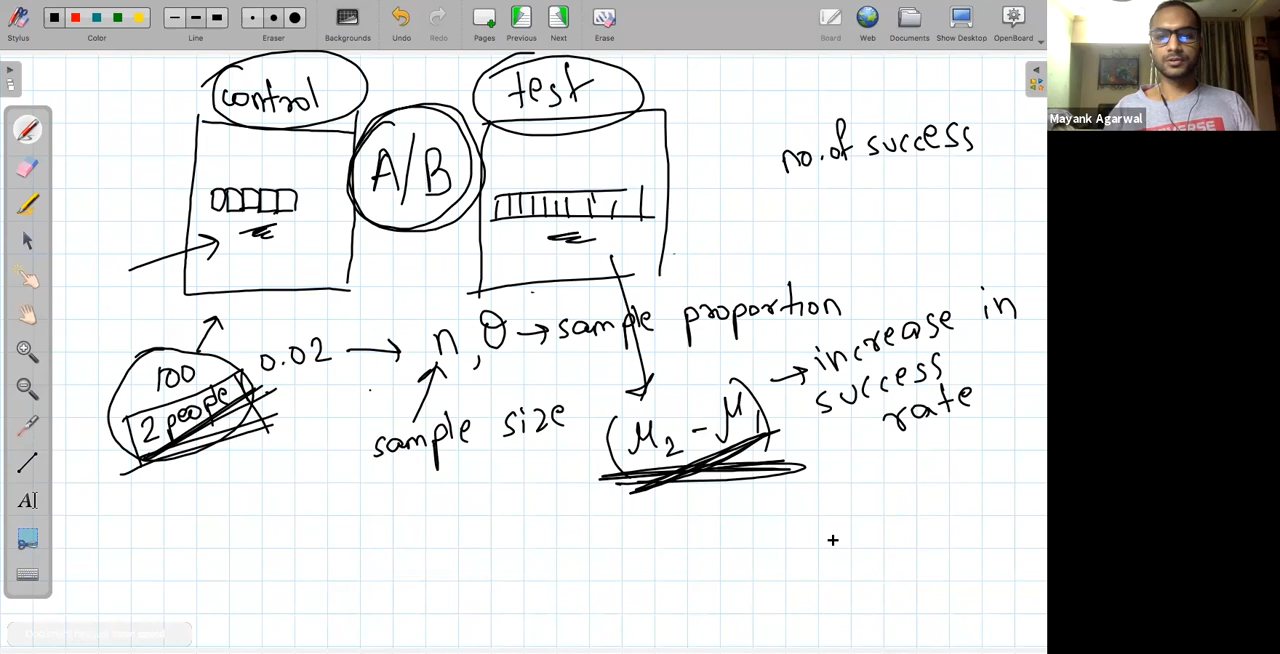 Stylus
Color
Line
Eraser
Backgrounds
Undo
Redo
Pages
Previous
Next
Erase
Board
Web
Documents
Show Desktop
OpenBoard
Mayank Agarwal
control
test
A/B
no. of success
100
2 people
0.02 → n, θ → sample proportion
sample size
(μ2 - μ1)
→ increase in
success
rate